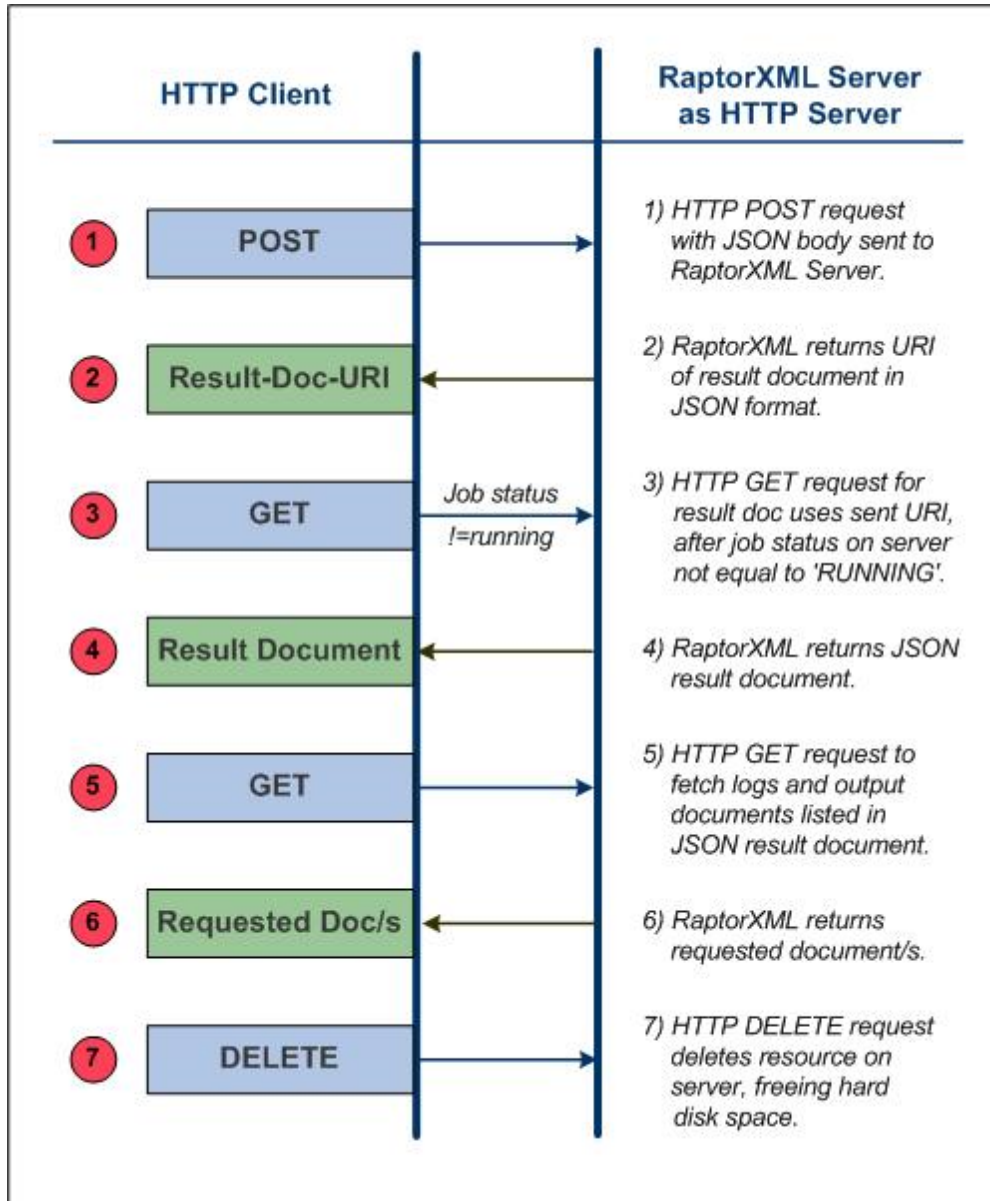 HTTP Client
RaptorXML Server
as HTTP Server
1
POST
1) HTTP POST request
with JSON body sent to
RaptorXML Server.
2
Result-Doc-URI
2) RaptorXML returns URI
of result document in
JSON format.
3
GET
Job status
!=running
3) HTTP GET request for
result doc uses sent URI,
after job status on server
not equal to 'RUNNING'.
4
Result Document
4) RaptorXML returns JSON
result document.
5
GET
5) HTTP GET request to
fetch logs and output
documents listed in
JSON result document.
6
Requested Doc/s
6) RaptorXML returns
requested document/s.
7
DELETE
7) HTTP DELETE request
deletes resource on
server, freeing hard
disk space.